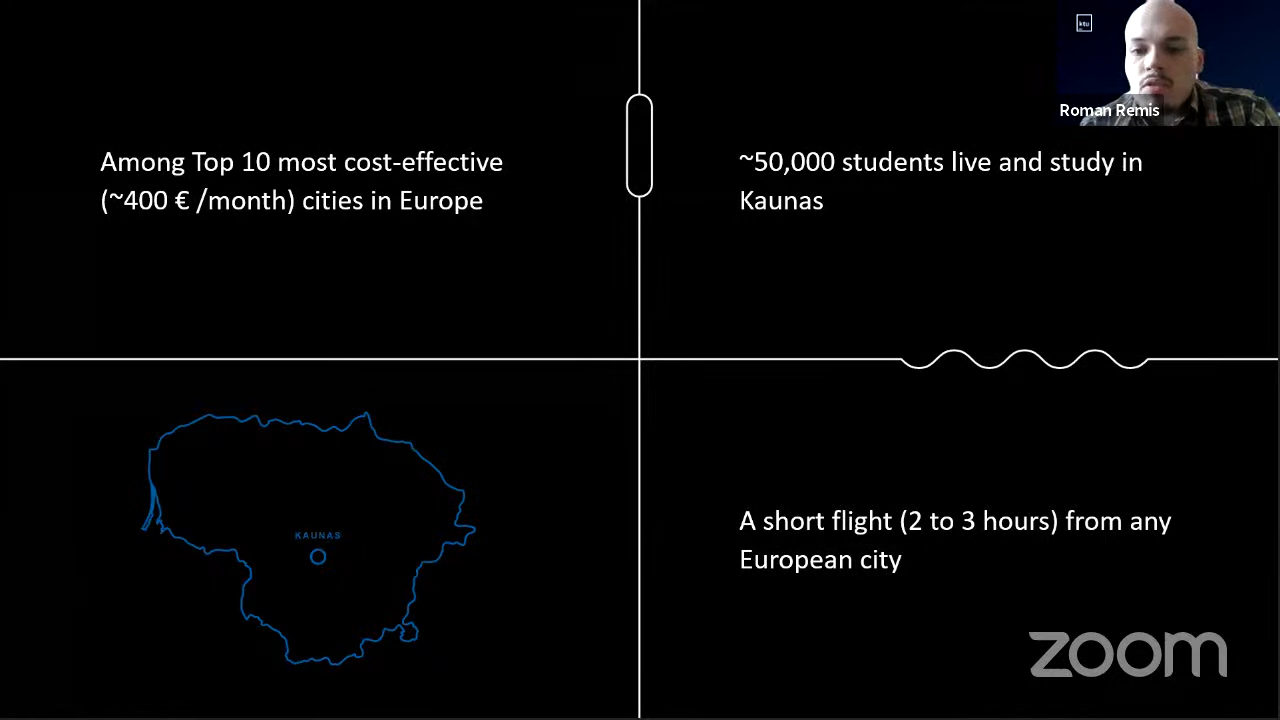 ktu
Roman Remis
Among Top 10 most cost-effective
(~400 € /month) cities in Europe
~50,000 students live and study in
Kaunas
KAUNAS
A short flight (2 to 3 hours) from any
European city
zoom